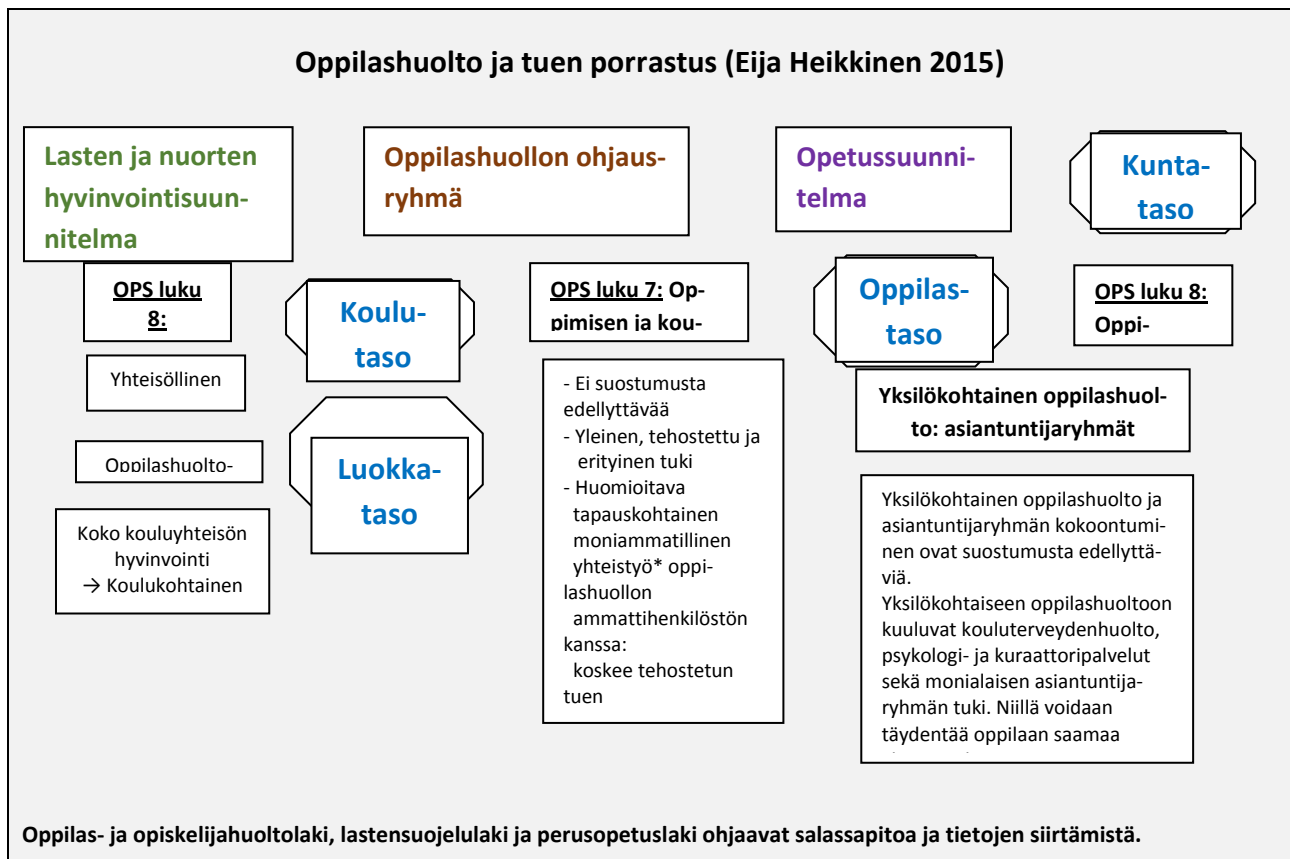 Oppilashuolto ja tuen porrastus (Eija Heikkinen 2015)
Lasten ja nuorten
hyvinvointisuun-
nitelma
Oppilashuollon ohjaus-
ryhmä
Opetussuunni-
telma
Kunta-
taso
OPS luku
8:
Koulu-
taso
OPS luku 7: Op-
pimisen ja kou-
Oppilas-
taso
OPS luku 8:
Oppi-
Yhteisöllinen
Oppilashuolto-
Koko kouluyhteisön
hyvinvointi
→ Koulukohtainen
Luokka-
taso
- Ei suostumusta
edellyttävää
- Yleinen, tehostettu ja
erityinen tuki
- Huomioitava
tapauskohtainen
moniammatillinen
yhteistyö* oppi-
lashuollon
ammattihenkilöstön
kanssa:
koskee tehostetun
tuen
Yksilökohtainen oppilashuol-
to: asiantuntijaryhmät
Yksilökohtainen oppilashuolto ja
asiantuntijaryhmän kokoontumi-
nen ovat suostumusta edellyttä-
viä.
Yksilökohtaiseen oppilashuoltoon
kuuluvat kouluterveydenhuolto,
psykologi- ja kuraattoripalvelut
sekä monialaisen asiantuntija-
ryhmän tuki. Niillä voidaan
täydentää oppilaan saamaa
Oppilas- ja opiskelijahuoltolaki, lastensuojelulaki ja perusopetuslaki ohjaavat salassapitoa ja tietojen siirtämistä.